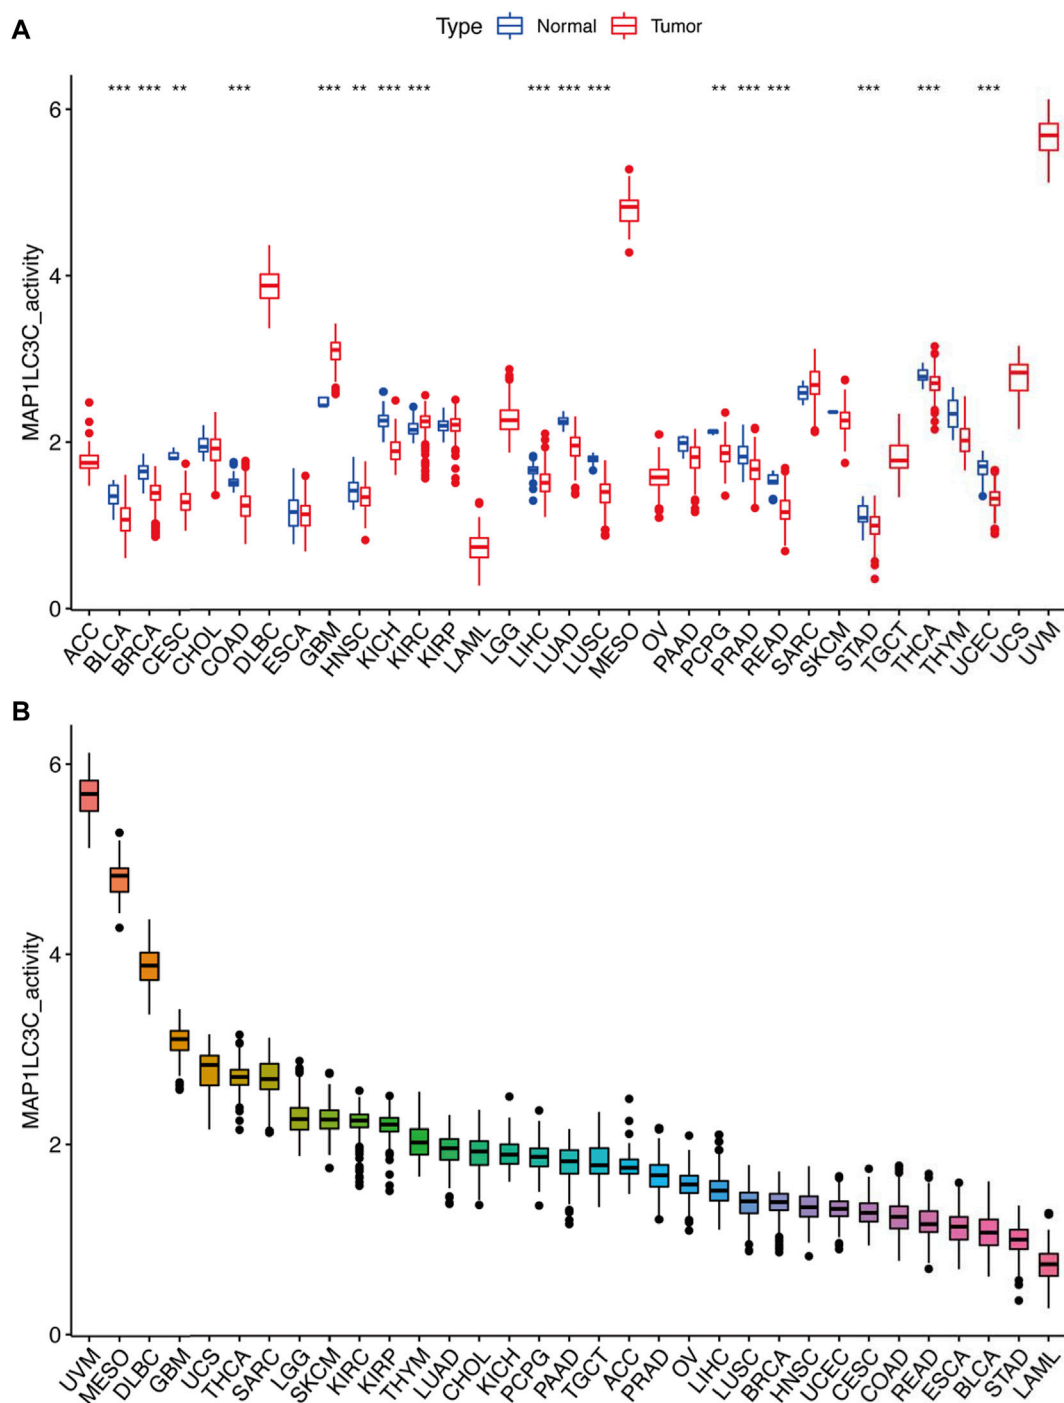 A
Type Normal Tumor
*** *** ** *** *** ** *** *** *** *** *** ** *** *** *** *** ***
MAP1LC3C_activity
6
4
2
0
ACC BLCA BRCA CESC CHOL COAD DLBC ESCA GBM HNSC KICH KIRC KIRP LAML LGG LIHC LUAD LUSC MESO OV PAAD PCPG PRAD READ SARC SKCM STAD TGCT THCA THYM UCEC UCS UVM
B
MAP1LC3C_activity
6
4
2
0
UVM MESO DLBC GBM UCS THCA SARC LGG SKCM KIRC KIRP THYM LUAD CHOL KICH PCPG PAAD TGCT ACC PRAD OV LIHC LUSC BRCA HNSC UCEC CESC COAD READ ESCA BLCA STAD LAML